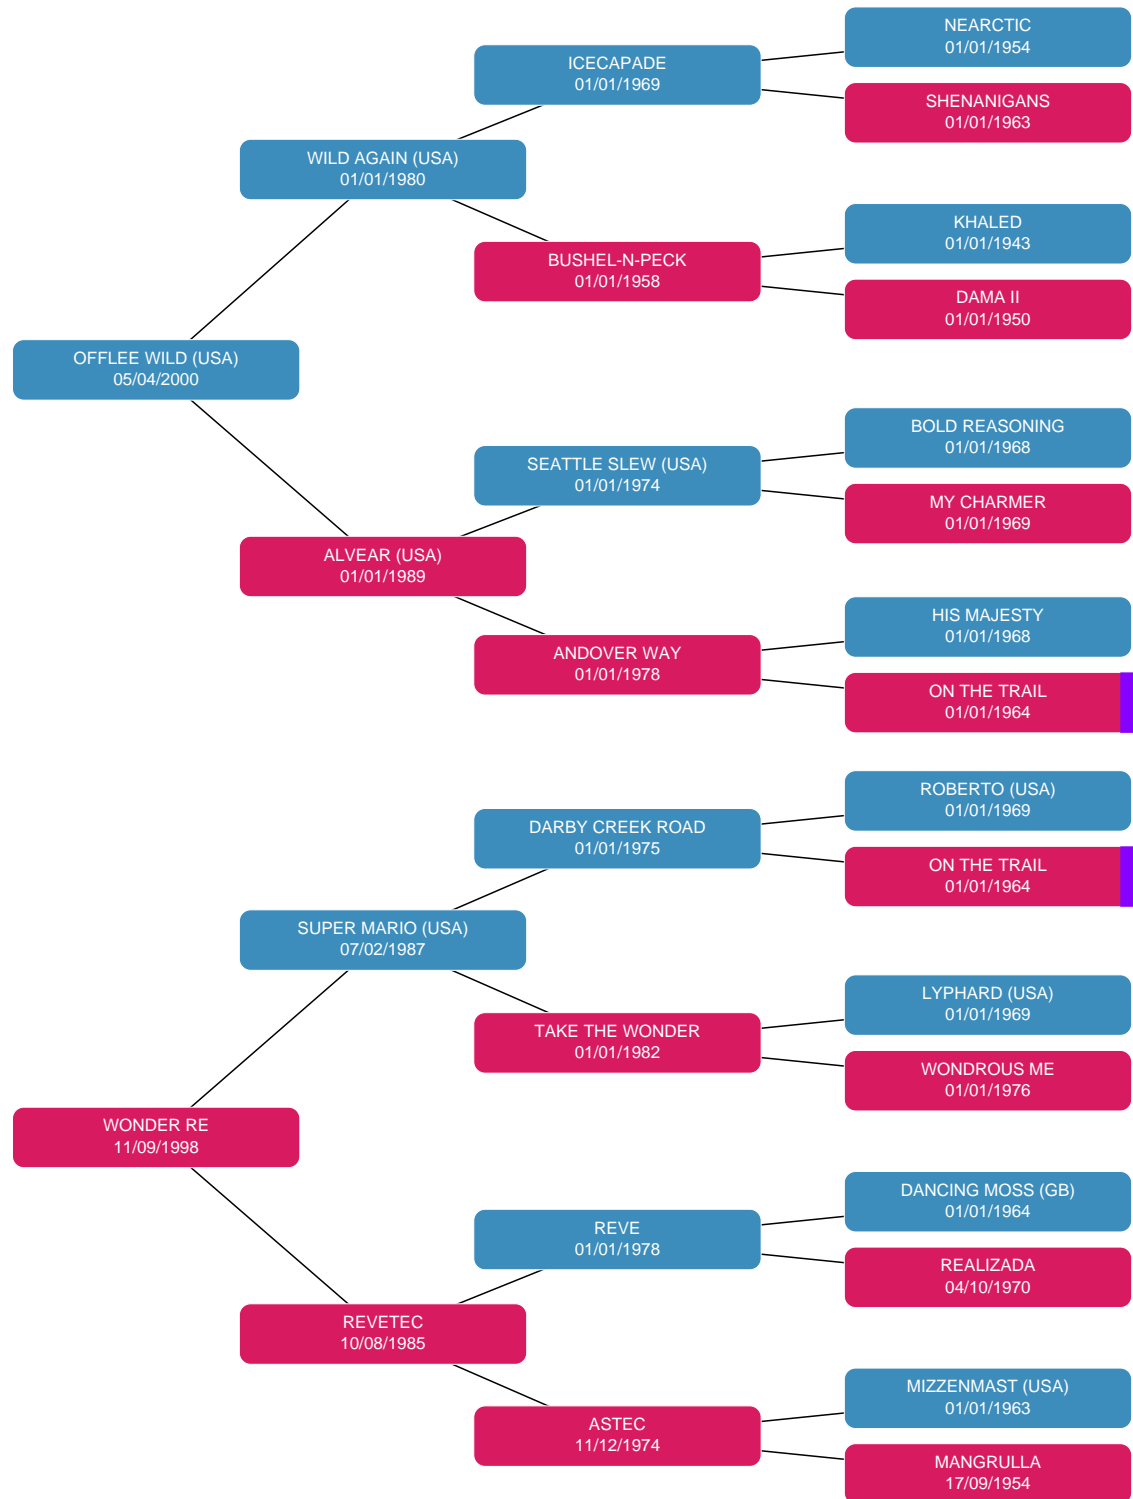 NEARCTIC
01/01/1954
ICECAPADE
01/01/1969
SHENANIGANS
01/01/1963
WILD AGAIN (USA)
01/01/1980
KHALED
01/01/1943
BUSHEL-N-PECK
01/01/1958
DAMA II
01/01/1950
OFFLEE WILD (USA)
05/04/2000
BOLD REASONING
01/01/1968
SEATTLE SLEW (USA)
01/01/1974
MY CHARMER
01/01/1969
ALVEAR (USA)
01/01/1989
HIS MAJESTY
01/01/1968
ANDOVER WAY
01/01/1978
ON THE TRAIL
01/01/1964
ROBERTO (USA)
01/01/1969
DARBY CREEK ROAD
01/01/1975
ON THE TRAIL
01/01/1964
SUPER MARIO (USA)
07/02/1987
LYPHARD (USA)
01/01/1969
TAKE THE WONDER
01/01/1982
WONDROUS ME
01/01/1976
WONDER RE
11/09/1998
DANCING MOSS (GB)
01/01/1964
REVE
01/01/1978
REALIZADA
04/10/1970
REVETEC
10/08/1985
MIZZENMAST (USA)
01/01/1963
ASTEC
11/12/1974
MANGRULLA
17/09/1954